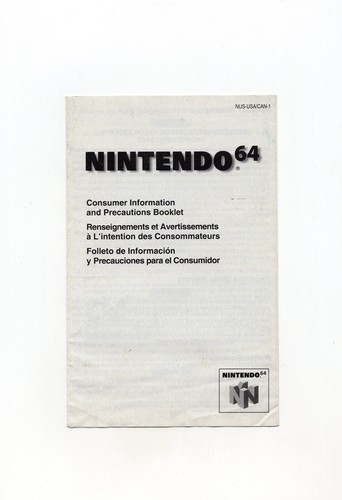 NUS-USA/CAN-1
NINTENDO64®
Consumer Information
and Precautions Booklet
Renseignements et Avertissements
à L'intention des Consommateurs
Folleto de Información
y Precauciones para el Consumidor
NINTENDO64